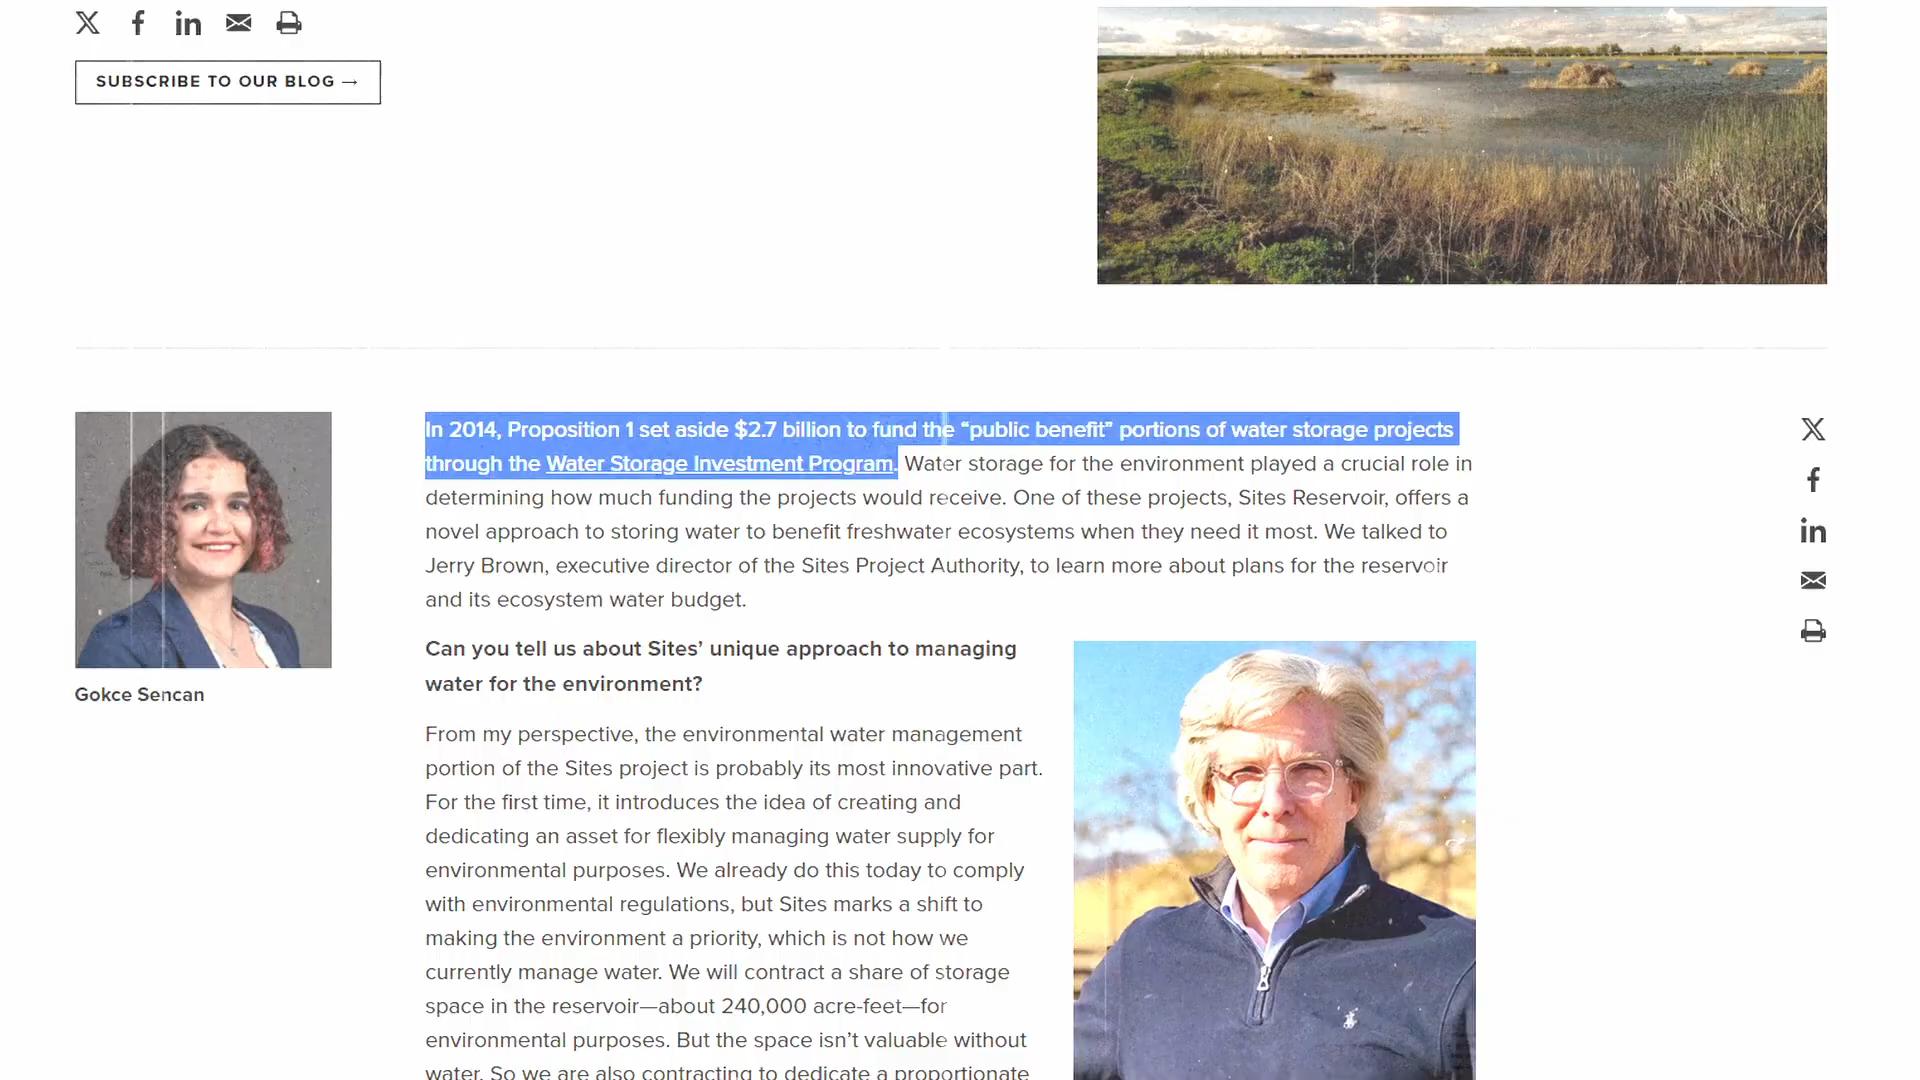 SUBSCRIBE TO OUR BLOG →
In 2014, Proposition 1 set aside $2.7 billion to fund the “public benefit” portions of water storage projects
through the Water Storage Investment Program. Water storage for the environment played a crucial role in
determining how much funding the projects would receive. One of these projects, Sites Reservoir, offers a
novel approach to storing water to benefit freshwater ecosystems when they need it most. We talked to
Jerry Brown, executive director of the Sites Project Authority, to learn more about plans for the reservoir
and its ecosystem water budget.
Gokce Sencan
Can you tell us about Sites’ unique approach to managing
water for the environment?
From my perspective, the environmental water management
portion of the Sites project is probably its most innovative part.
For the first time, it introduces the idea of creating and
dedicating an asset for flexibly managing water supply for
environmental purposes. We already do this today to comply
with environmental regulations, but Sites marks a shift to
making the environment a priority, which is not how we
currently manage water. We will contract a share of storage
space in the reservoir—about 240,000 acre-feet—for
environmental purposes. But the space isn’t valuable without
water. So we are also contracting to dedicate a proportionate